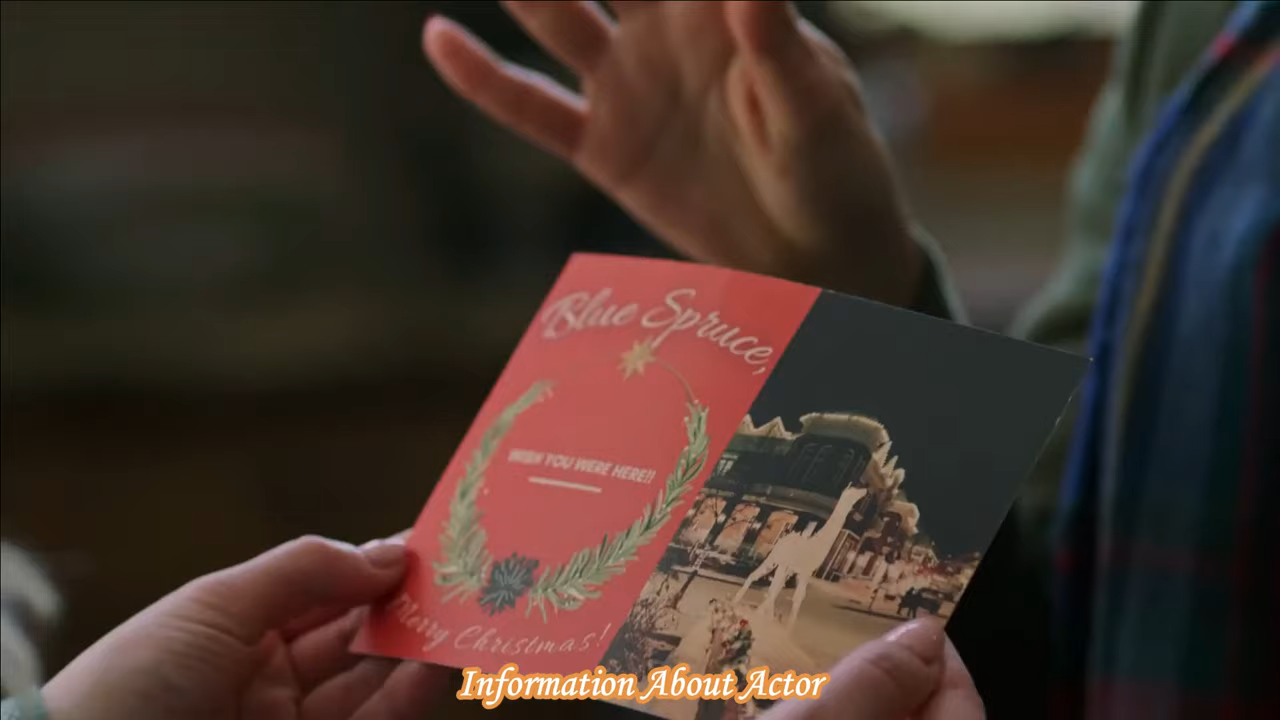 Blue Spruce,
WISH YOU WERE HERE!!
Merry Christmas!
Information About Actor